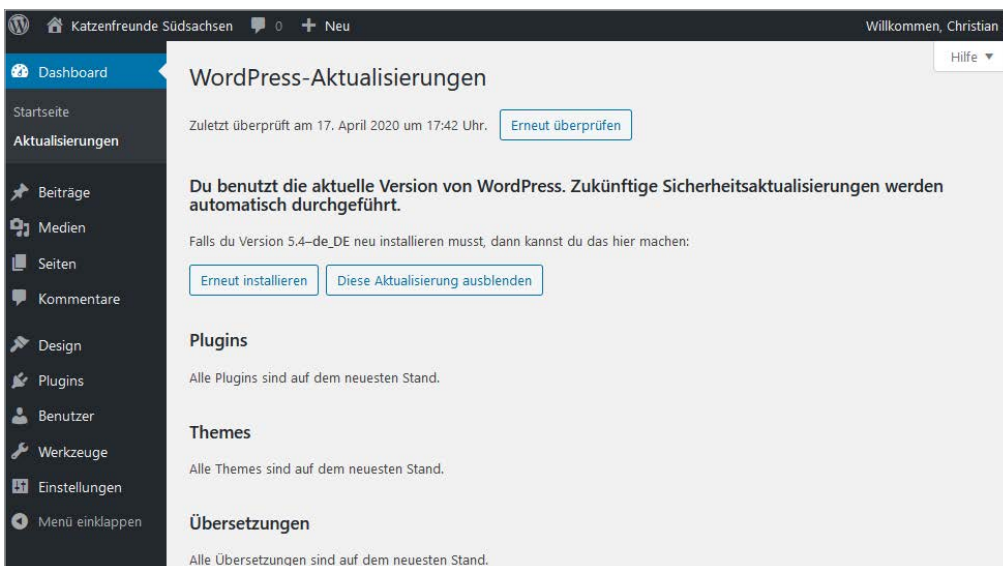 Katzenfreunde Südsachsen 0 + Neu Willkommen, Christian
Hilfe ▼
Dashboard
Startseite
Aktualisierungen
Beiträge
Medien
Seiten
Kommentare
Design
Plugins
Benutzer
Werkzeuge
Einstellungen
Menü einklappen
WordPress-Aktualisierungen
Zuletzt überprüft am 17. April 2020 um 17:42 Uhr. Erneut überprüfen
Du benutzt die aktuelle Version von WordPress. Zukünftige Sicherheitsaktualisierungen werden
automatisch durchgeführt.
Falls du Version 5.4–de_DE neu installieren musst, dann kannst du das hier machen:
Erneut installieren Diese Aktualisierung ausblenden
Plugins
Alle Plugins sind auf dem neuesten Stand.
Themes
Alle Themes sind auf dem neuesten Stand.
Übersetzungen
Alle Übersetzungen sind auf dem neuesten Stand.